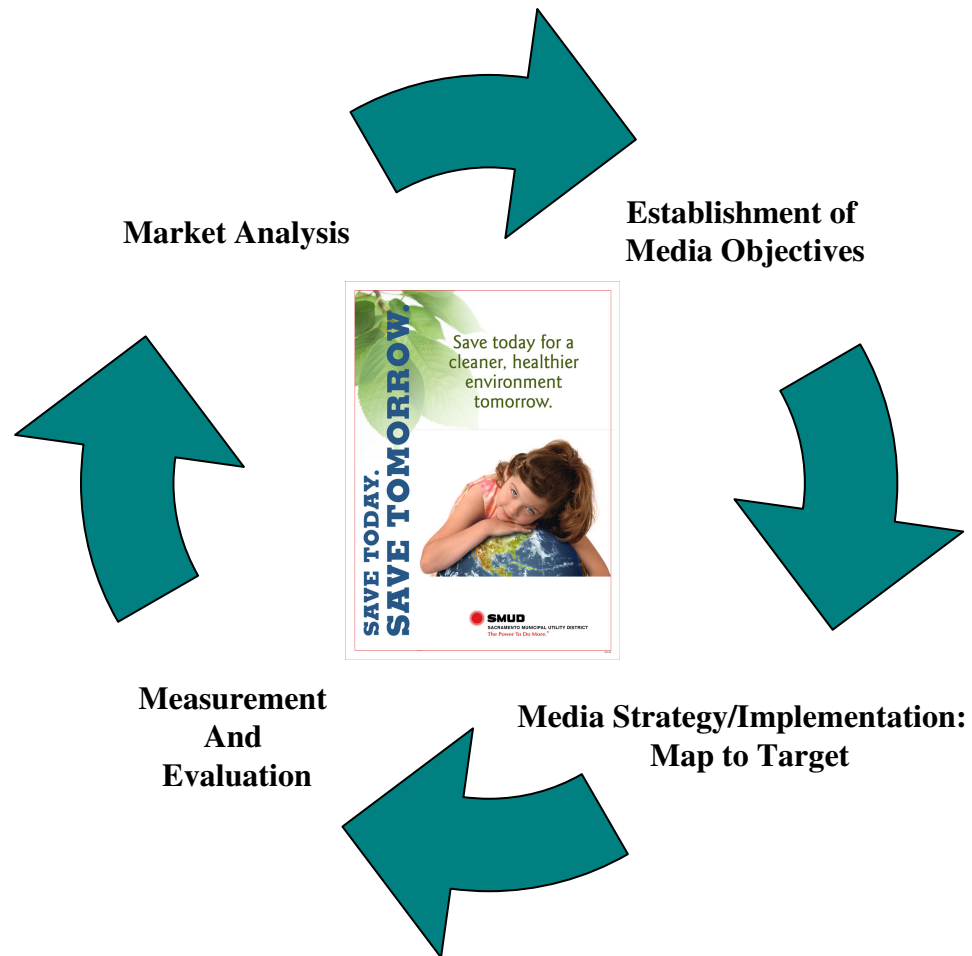 Market Analysis
Establishment of
Media Objectives
SAVE TODAY.
SAVE TOMORROW.
Save today for a
cleaner, healthier
environment
tomorrow.
SMUD
SACRAMENTO MUNICIPAL UTILITY DISTRICT
The Power To Do More.®
Media Strategy/Implementation:
Map to Target
Measurement
And
Evaluation